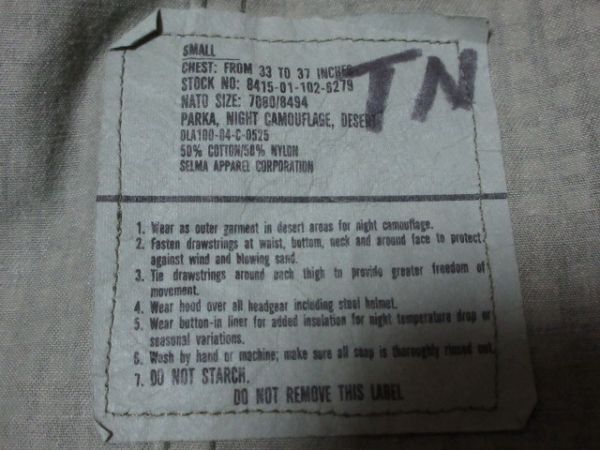 SMALL
CHEST: FROM 33 TO 37 INCHES
STOCK NO: 8415-01-102-6279
NATO SIZE: 7080/8494
PARKA, NIGHT CAMOUFLAGE, DESERT
DLA100-84-C-0525
50% COTTON/50% NYLON
SELMA APPAREL CORPORATION
TN
1. Wear as outer garment in desert areas for night camouflage.
2. Fasten drawstrings at waist, bottom, neck and around face to protect
against wind and blowing sand.
3. Tie drawstrings around each thigh to provide greater freedom of
movement.
4. Wear hood over all headgear including steel helmet.
5. Wear button-in liner for added insulation for night temperature drop or
seasonal variations.
6. Wash by hand or machine; make sure all soap is thoroughly rinsed out.
7. DO NOT STARCH.
DO NOT REMOVE THIS LABEL